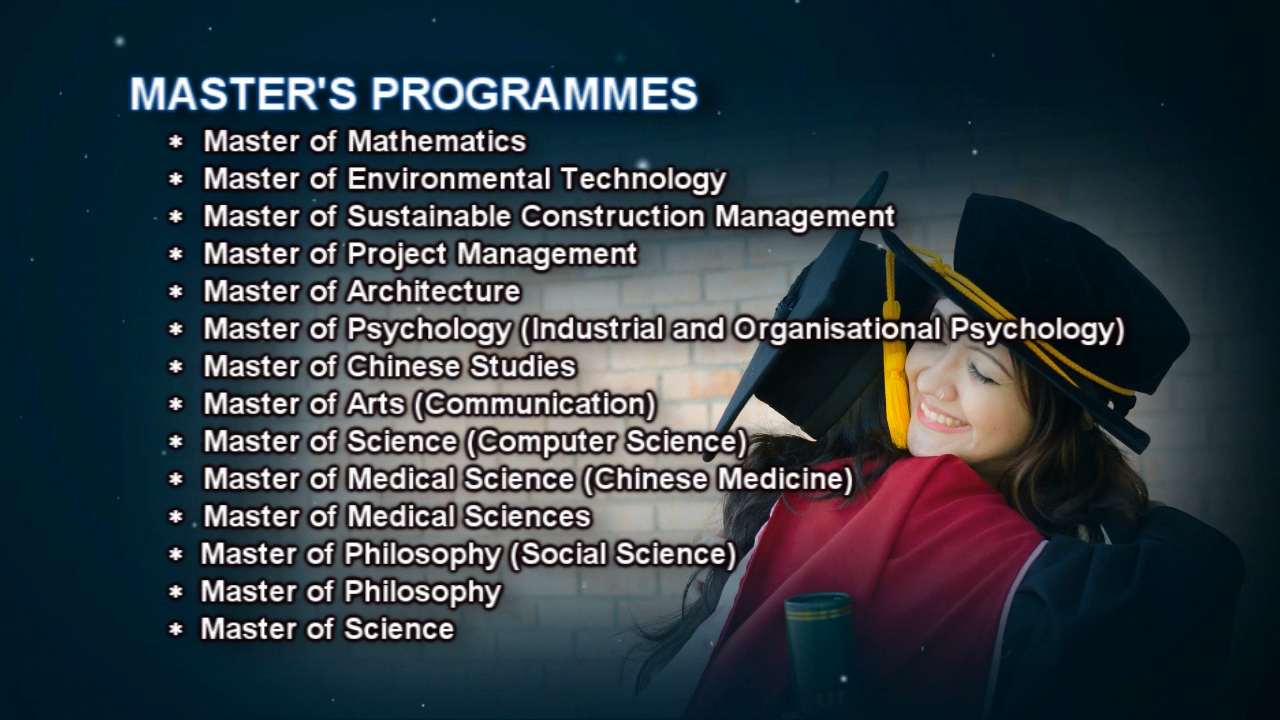 MASTER'S PROGRAMMES
* Master of Mathematics
* Master of Environmental Technology
* Master of Sustainable Construction Management
* Master of Project Management
* Master of Architecture
* Master of Psychology (Industrial and Organisational Psychology)
* Master of Chinese Studies
* Master of Arts (Communication)
* Master of Science (Computer Science)
* Master of Medical Science (Chinese Medicine)
* Master of Medical Sciences
* Master of Philosophy (Social Science)
* Master of Philosophy
* Master of Science